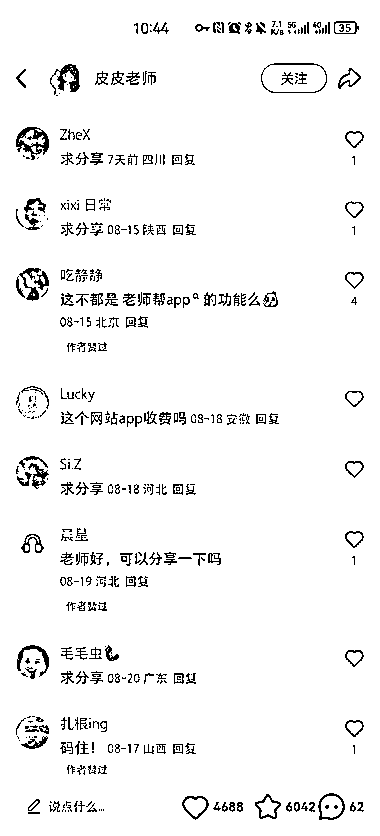 10:44 7.1 K/s 5G 4G 35
皮皮老师 关注
ZheX
求分享 7天前 四川 回复
1
xixi 日常
求分享 08-15 陕西 回复
1
吃静静
这不都是 老师帮app 的功能么
4
08-15 北京 回复
作者赞过
Lucky
这个网站app收费吗 08-18 安徽 回复
Si.Z
求分享 08-18 河北 回复
晨星
老师好，可以分享一下吗
1
08-19 河北 回复
作者赞过
毛毛虫
求分享 08-20 广东 回复
扎根ing
码住！ 08-17 山西 回复
1
作者赞过
说点什么... 4688 6042 62